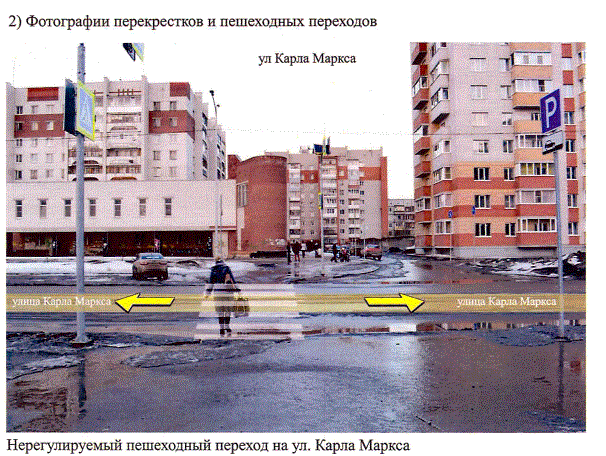 2) Фотографии перекрестков и пешеходных переходов
ул Карла Маркса
P
улица Карла Маркса
улица Карла Маркса
Нерегулируемый пешеходный переход на ул. Карла Маркса